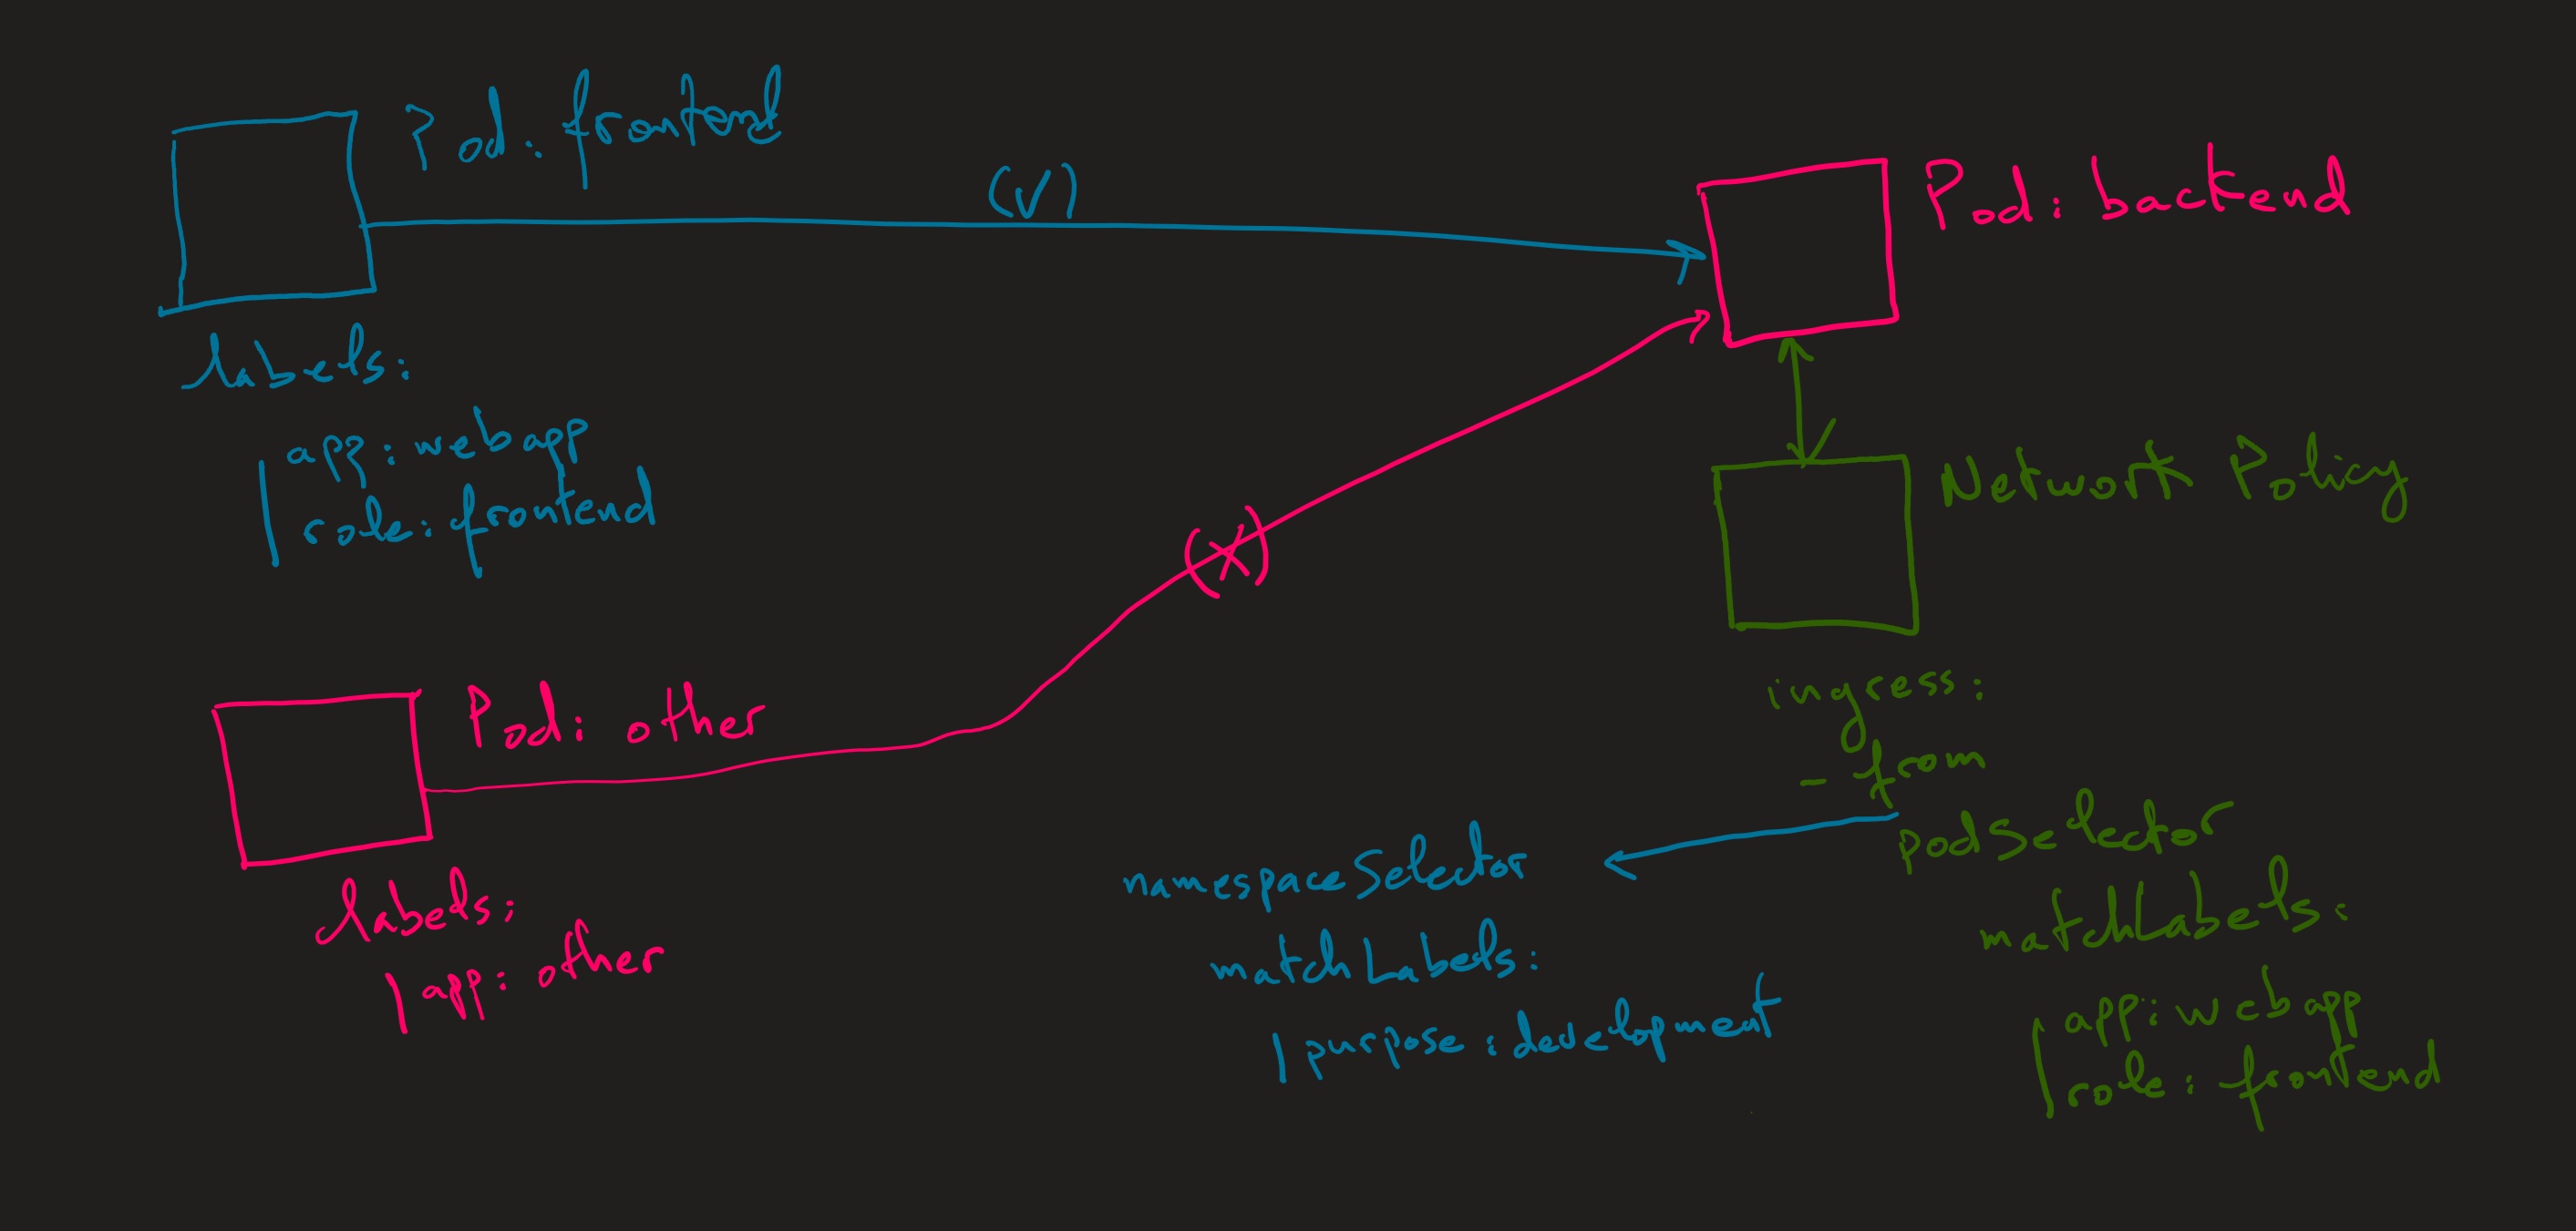 Pod: frontend
(✓)
Pod: backend
labels:
app: webapp
role: frontend
Network Policy
(x)
Pod: other
ingress:
- from
podSelector
namespaceSelector
matchLabels:
labels:
matchLabels:
app: other
app: webapp
purpose: development
role: frontend